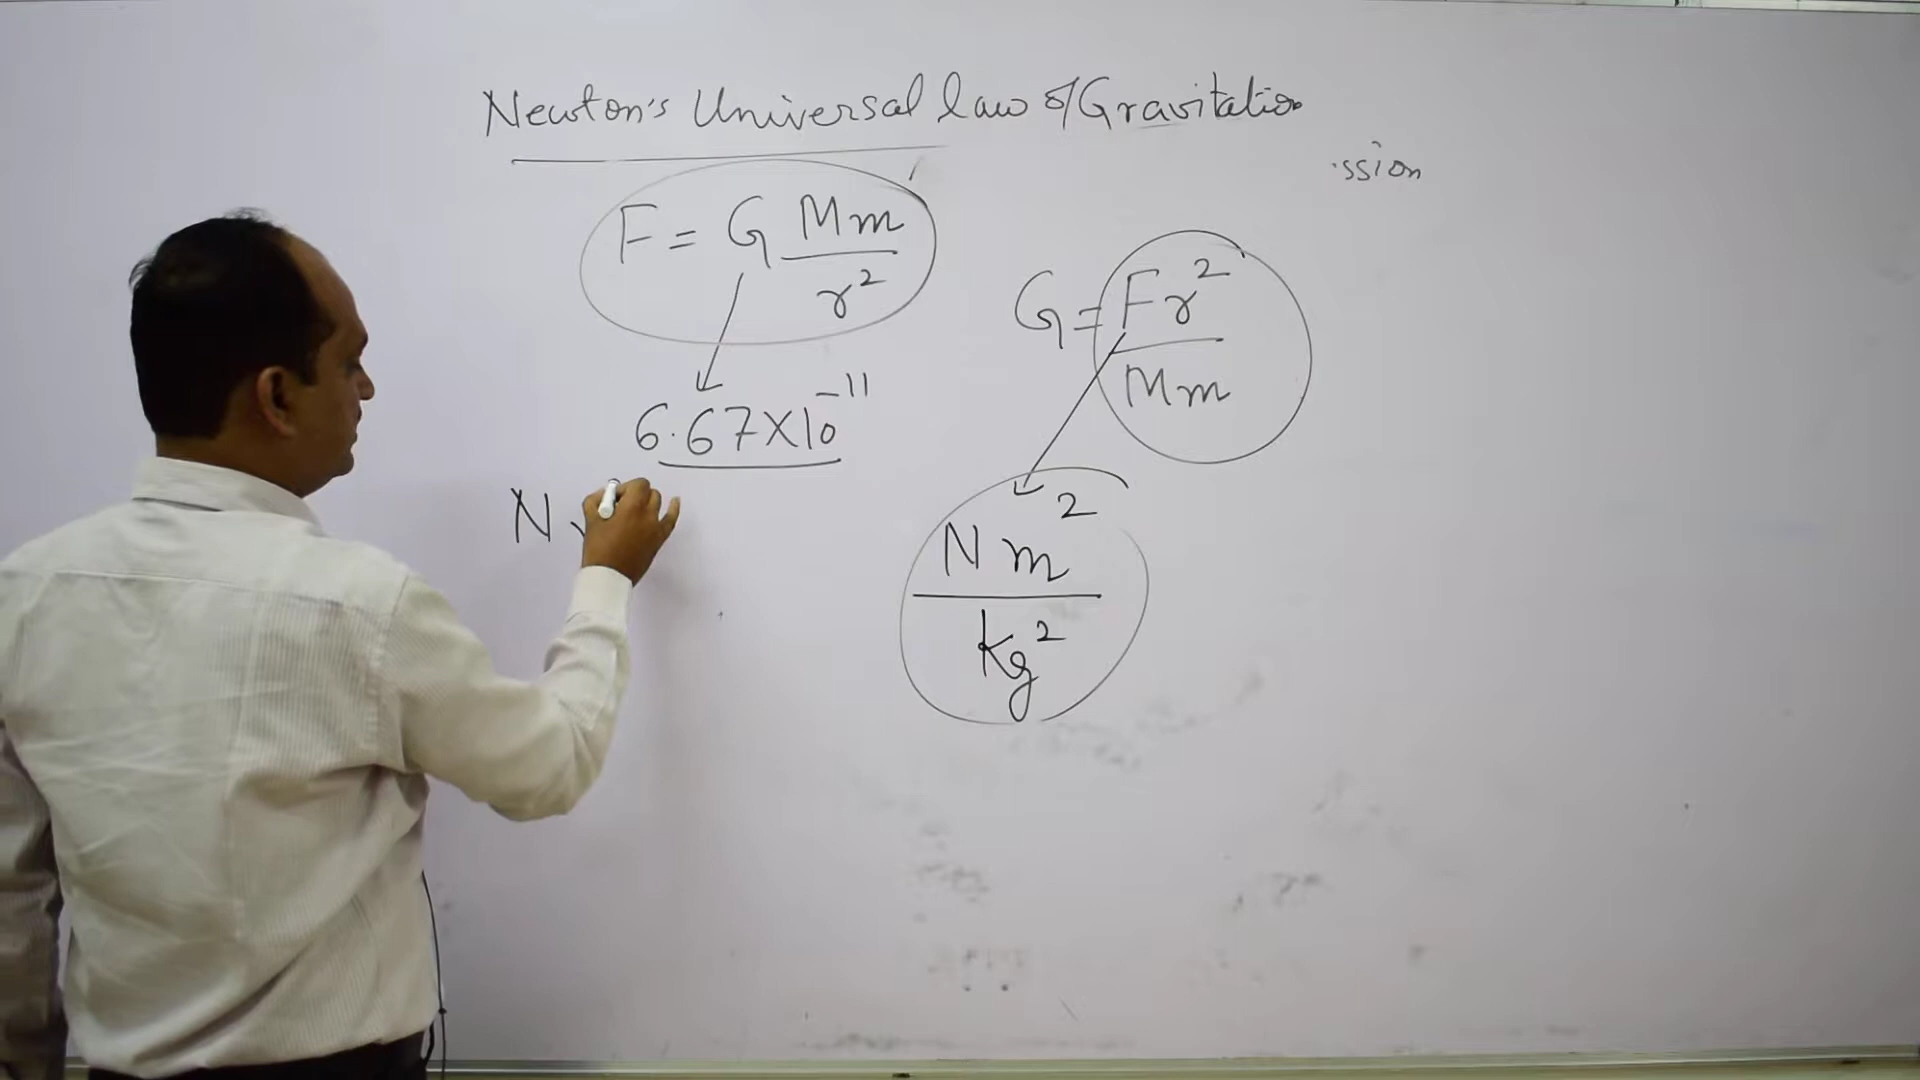 Newton's Universal law of Gravitation
ssion
F = G Mm / r²
G = Fr² / Mm
6.67×10⁻¹¹
N
N m² / kg²